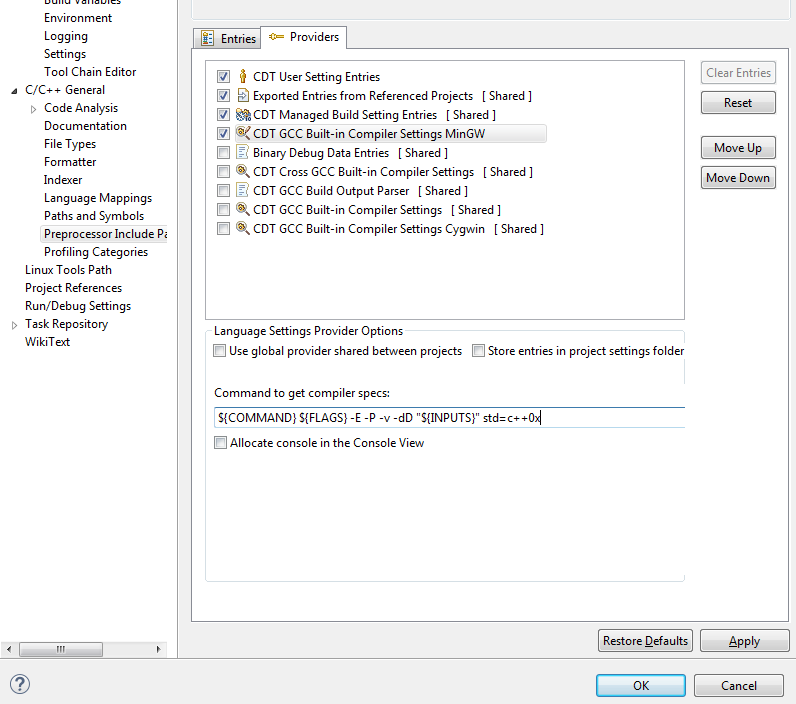 Build Variables
Environment
Logging
Settings
Tool Chain Editor
C/C++ General
Code Analysis
Documentation
File Types
Formatter
Indexer
Language Mappings
Paths and Symbols
Preprocessor Include Pa
Profiling Categories
Linux Tools Path
Project References
Run/Debug Settings
Task Repository
WikiText
Entries
Providers
CDT User Setting Entries
Exported Entries from Referenced Projects [ Shared ]
CDT Managed Build Setting Entries [ Shared ]
CDT GCC Built-in Compiler Settings MinGW
Binary Debug Data Entries [ Shared ]
CDT Cross GCC Built-in Compiler Settings [ Shared ]
CDT GCC Build Output Parser [ Shared ]
CDT GCC Built-in Compiler Settings [ Shared ]
CDT GCC Built-in Compiler Settings Cygwin [ Shared ]
Clear Entries
Reset
Move Up
Move Down
Language Settings Provider Options
Use global provider shared between projects
Store entries in project settings folder
Command to get compiler specs:
${COMMAND} ${FLAGS} -E -P -v -dD "${INPUTS}" std=c++0x
Allocate console in the Console View
Restore Defaults
Apply
OK
Cancel